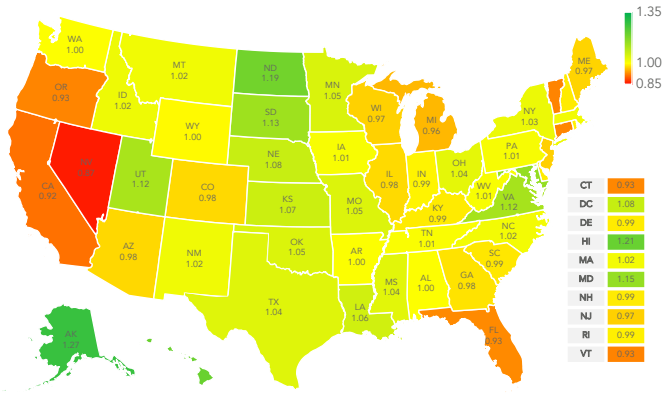 1.35
1.00
0.85
WA
1.00
MT
1.02
ND
1.19
MN
1.05
ME
0.97
OR
0.93
ID
1.02
SD
1.13
WI
0.97
MI
0.96
NY
1.03
WY
1.00
IA
1.01
PA
1.01
NE
1.08
IL
0.98
IN
0.99
OH
1.04
UT
1.12
CA
0.92
CO
0.98
KS
1.07
MO
1.05
KY
0.99
WV
1.01
VA
1.12
NC
1.02
TN
1.01
AZ
0.98
NM
1.02
OK
1.05
AR
1.00
SC
0.99
MS
1.04
AL
1.00
GA
0.98
TX
1.04
LA
1.06
FL
0.93
AK
1.27
CT 0.93
DC 1.08
DE 0.99
HI 1.21
MA 1.02
MD 1.15
NH 0.99
NJ 0.97
RI 0.99
VT 0.93